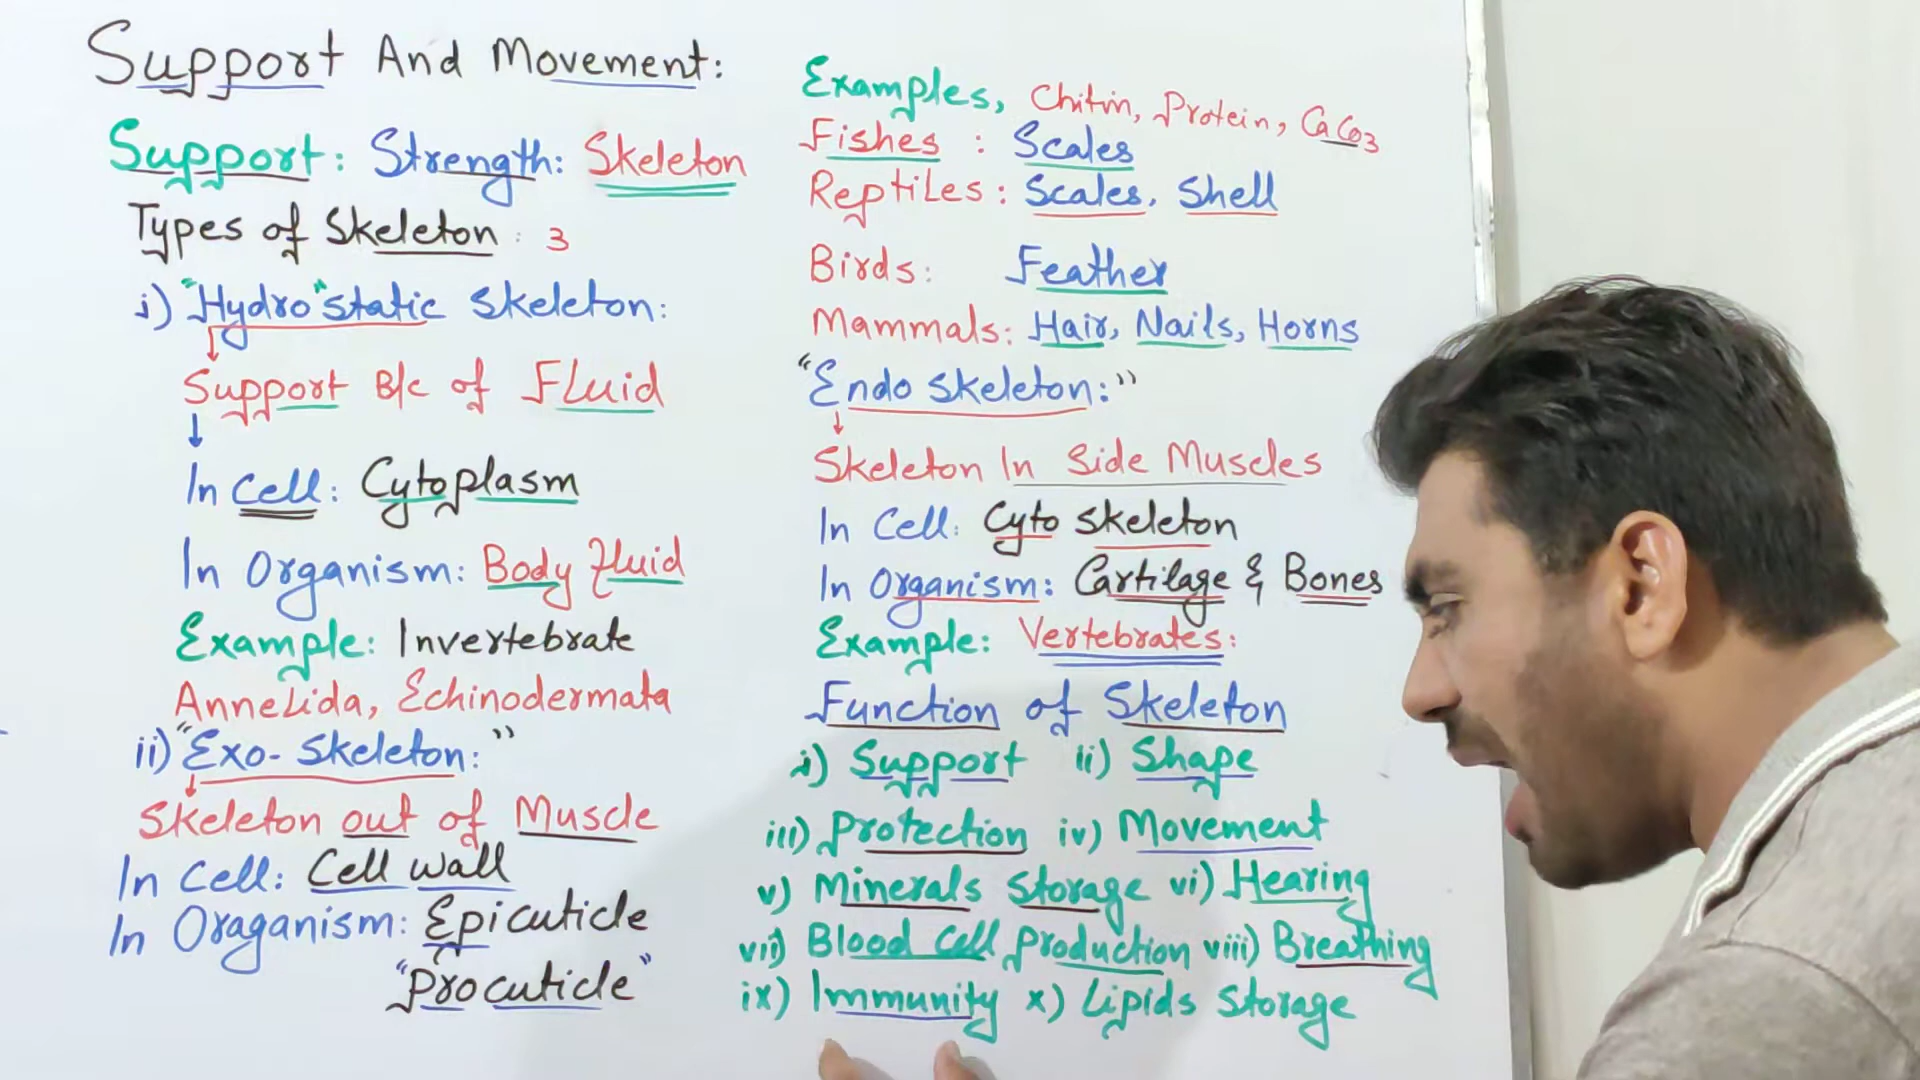 Support And Movement:
Support: Strength: Skeleton
Types of Skeleton: 3
i) "Hydro"static Skeleton:
Support B/c of Fluid
In Cell: Cytoplasm
In Organism: Body fluid
Example: Invertebrate
Annelida, Echinodermata
ii) "Exo-Skeleton:"
Skeleton out of Muscle
In Cell: Cell wall
In Oraganism: Epicuticle
"Procuticle"
Examples, Chitin, Protein, CaCo3
Fishes : Scales
Reptiles: Scales, Shell
Birds: Feather
Mammals: Hair, Nails, Horns
"Endo Skeleton:"
Skeleton In Side Muscles
In Cell: Cyto skeleton
In Organism: Cartilage & Bones
Example: Vertebrates:
Function of Skeleton
i) Support ii) Shape
iii) Protection iv) Movement
v) Minerals Storage vi) Hearing
vii) Blood Cell Production viii) Breathing
ix) Immunity x) Lipids Storage